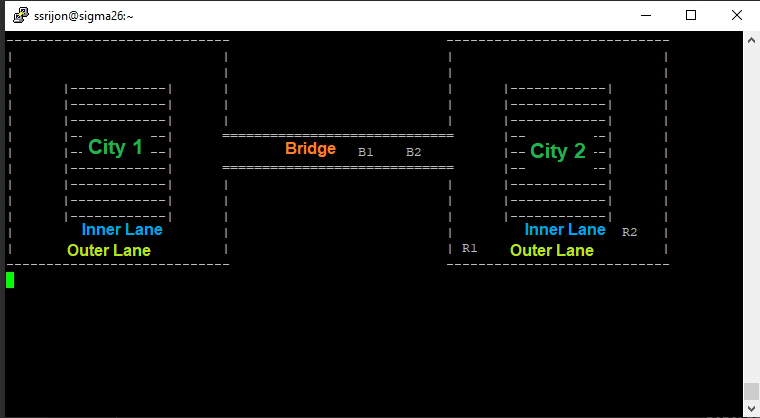 ssrijon@sigma26:~
City 1
Bridge
B1 B2
City 2
Inner Lane
Inner Lane
R2
Outer Lane
R1
Outer Lane